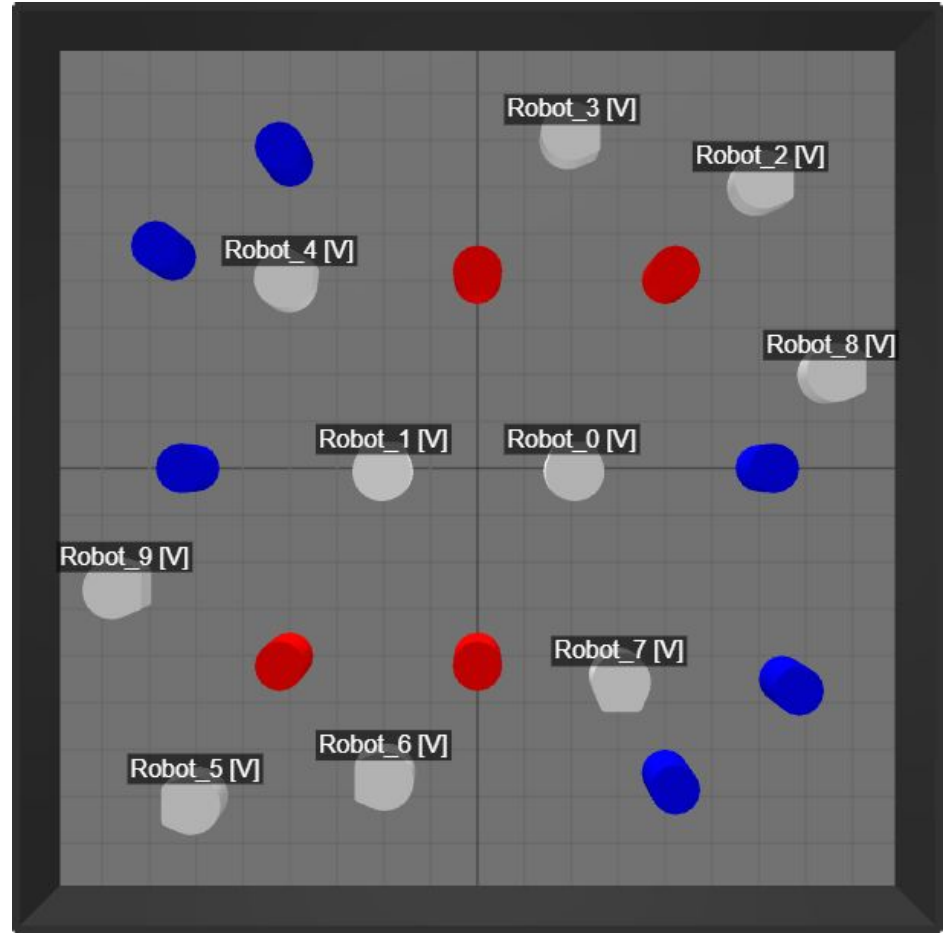 Robot_3 [V]
Robot_2 [V]
Robot_4 [V]
Robot_8 [V]
Robot_1 [V]
Robot_0 [V]
Robot_9 [V]
Robot_7 [V]
Robot_6 [V]
Robot_5 [V]